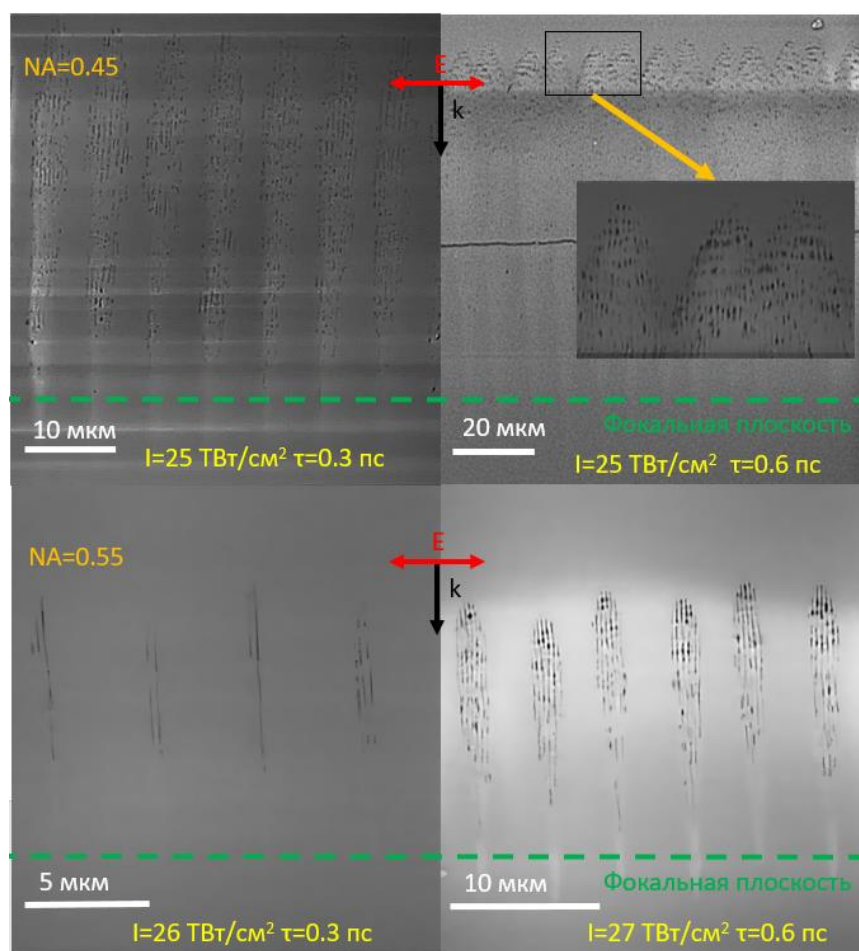 NA=0.45
E
k
10 мкм
I=25 ТВт/см² τ=0.3 пс
Фокальная плоскость
20 мкм
I=25 ТВт/см² τ=0.6 пс
NA=0.55
E
k
5 мкм
I=26 ТВт/см² τ=0.3 пс
Фокальная плоскость
10 мкм
I=27 ТВт/см² τ=0.6 пс